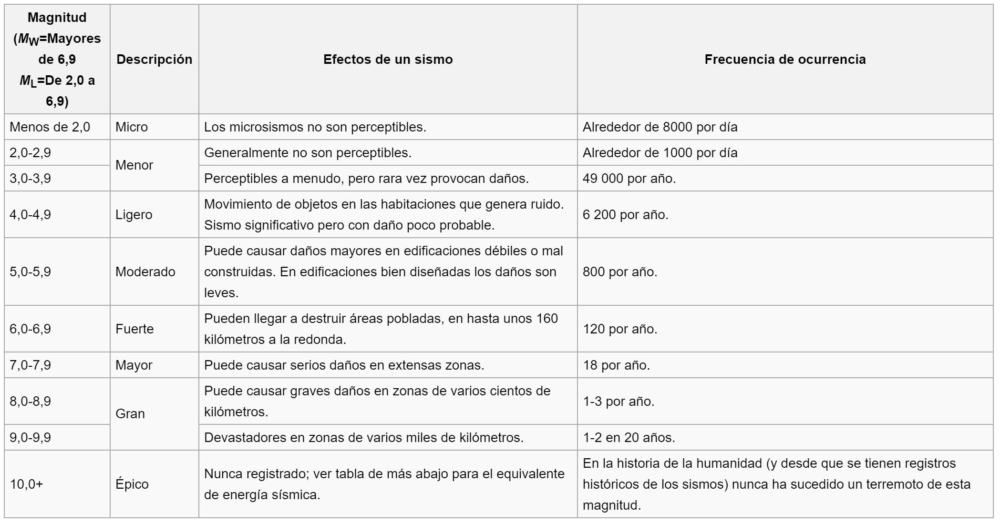 Magnitud
(MW=Mayores
de 6,9
ML=De 2,0 a
6,9)
Descripción
Efectos de un sismo
Frecuencia de ocurrencia
Menos de 2,0
Micro
Los microsismos no son perceptibles.
Alrededor de 8000 por día
2,0-2,9
Menor
Generalmente no son perceptibles.
Alrededor de 1000 por día
3,0-3,9
Perceptibles a menudo, pero rara vez provocan daños.
49 000 por año.
4,0-4,9
Ligero
Movimiento de objetos en las habitaciones que genera ruido.
Sismo significativo pero con daño poco probable.
6 200 por año.
5,0-5,9
Moderado
Puede causar daños mayores en edificaciones débiles o mal
construidas. En edificaciones bien diseñadas los daños son
leves.
800 por año.
6,0-6,9
Fuerte
Pueden llegar a destruir áreas pobladas, en hasta unos 160
kilómetros a la redonda.
120 por año.
7,0-7,9
Mayor
Puede causar serios daños en extensas zonas.
18 por año.
8,0-8,9
Gran
Puede causar graves daños en zonas de varios cientos de
kilómetros.
1-3 por año.
9,0-9,9
Devastadores en zonas de varios miles de kilómetros.
1-2 en 20 años.
10,0+
Épico
Nunca registrado; ver tabla de más abajo para el equivalente
de energía sísmica.
En la historia de la humanidad (y desde que se tienen registros
históricos de los sismos) nunca ha sucedido un terremoto de esta
magnitud.